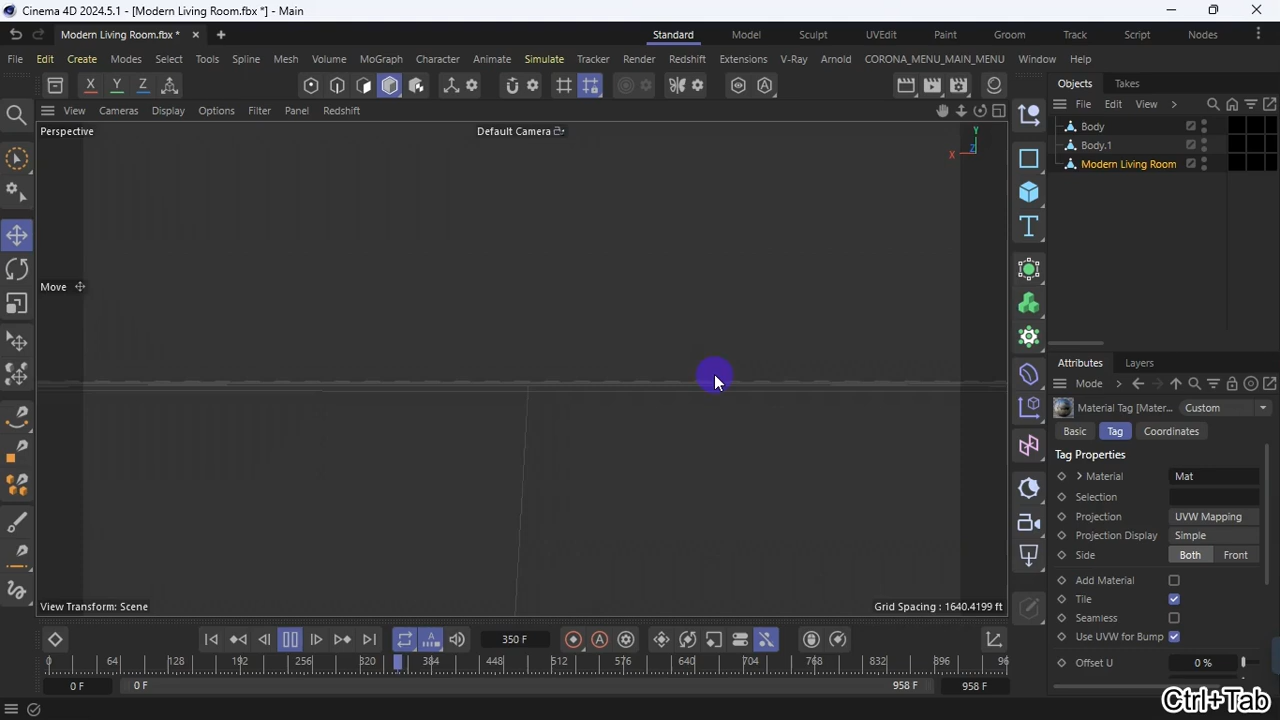 Cinema 4D 2024.5.1 - [Modern Living Room.fbx *] - Main
Modern Living Room.fbx *
Standard Model Sculpt UVEdit Paint Groom Track Script Nodes
File Edit Create Modes Select Tools Spline Mesh Volume MoGraph Character Animate Simulate Tracker Render Redshift Extensions V-Ray Arnold CORONA_MENU_MAIN_MENU Window Help
X Y Z
Objects Takes
View Cameras Display Options Filter Panel Redshift
File Edit View
Perspective
Default Camera
Y
X Z
Body
Body.1
Modern Living Room
Move
Attributes Layers
Mode
Material Tag [Mater... Custom
Basic Tag Coordinates
Tag Properties
Material Mat
Selection
Projection UVW Mapping
Projection Display Simple
Side Both Front
Add Material
Tile
Seamless
Use UVW for Bump
Offset U 0 %
View Transform: Scene
Grid Spacing : 1640.4199 ft
350 F
0 64 128 192 256 320 384 448 512 576 640 704 768 832 896 96
0 F 0 F 958 F 958 F
Ctrl+Tab